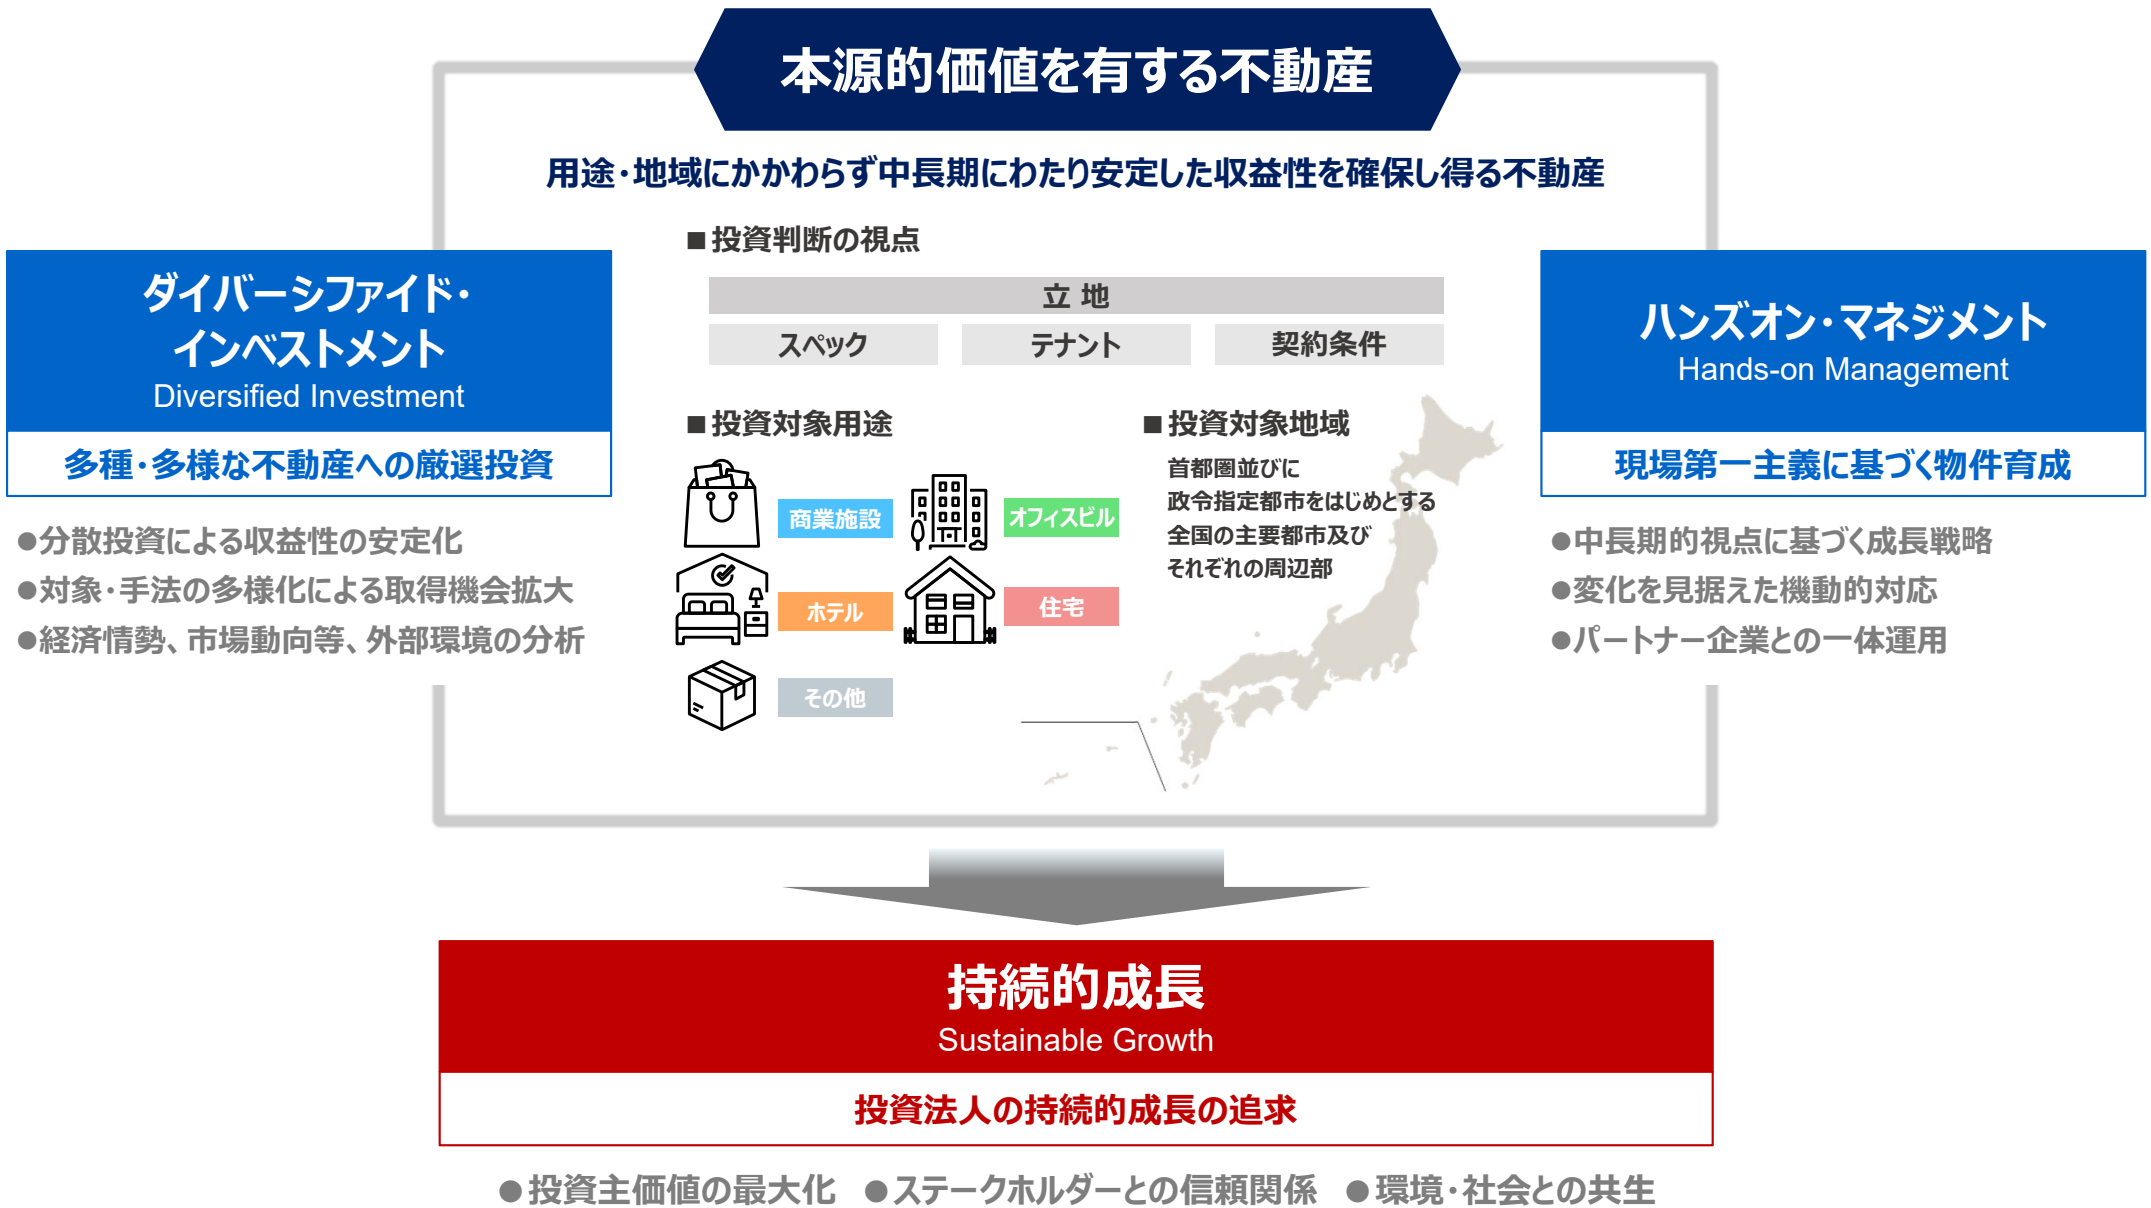 本源的価値を有する不動産
用途・地域にかかわらず中長期にわたり安定した収益性を確保し得る不動産
ダイバーシファイド・
インベストメント
Diversified Investment
多種・多様な不動産への厳選投資
●分散投資による収益性の安定化
●対象・手法の多様化による取得機会拡大
●経済情勢、市場動向等、外部環境の分析
■投資判断の視点
立 地
スペック
テナント
契約条件
■投資対象用途
商業施設
オフィスビル
ホテル
住宅
その他
■投資対象地域
首都圏並びに
政令指定都市をはじめとする
全国の主要都市及び
それぞれの周辺部
ハンズオン・マネジメント
Hands-on Management
現場第一主義に基づく物件育成
●中長期的視点に基づく成長戦略
●変化を見据えた機動的対応
●パートナー企業との一体運用
持続的成長
Sustainable Growth
投資法人の持続的成長の追求
●投資主価値の最大化 ●ステークホルダーとの信頼関係 ●環境・社会との共生